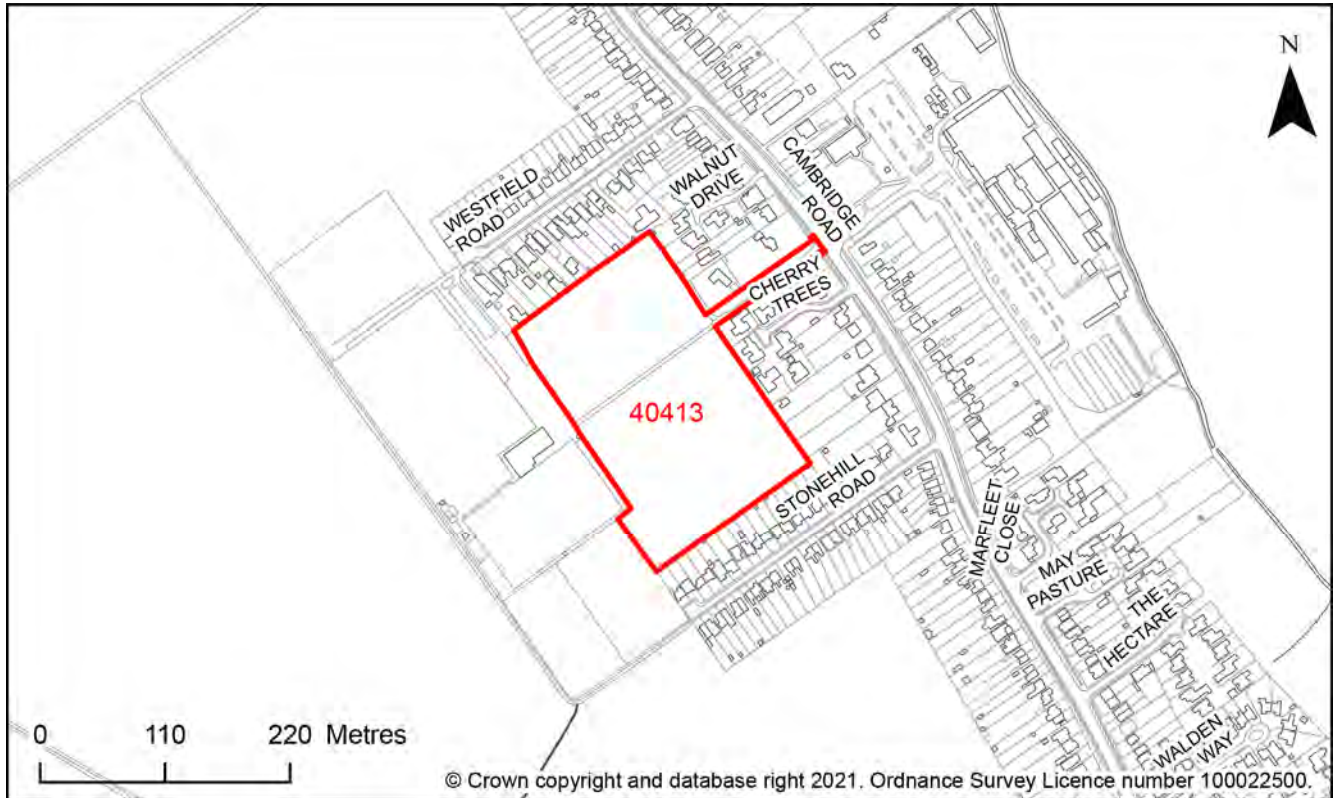 N
WESTFIELD
ROAD
WALNUT
DRIVE
CAMBRIDGE
ROAD
CHERRY
TREES
40413
STONEHILL
ROAD
MARFLEET
CLOSE
MAY
PASTURE
THE
HECTARE
WALDEN
WAY
0 110 220 Metres
© Crown copyright and database right 2021. Ordnance Survey Licence number 100022500.